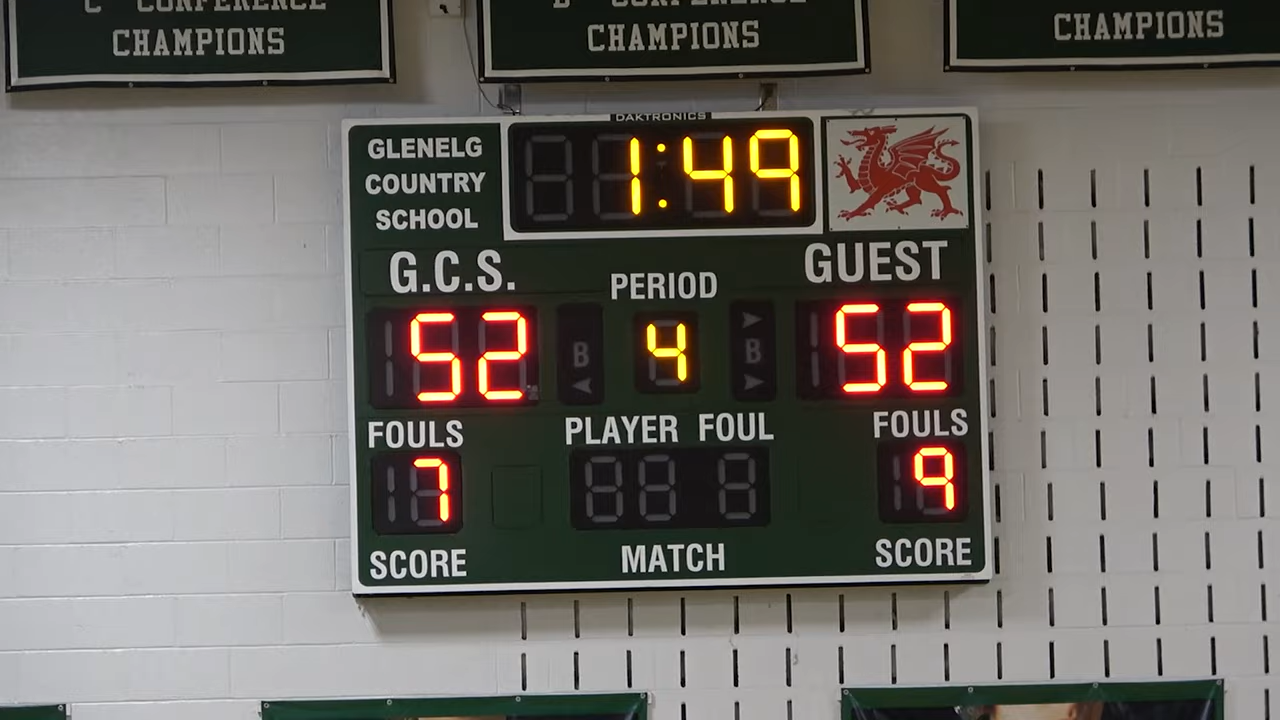 C - CONFERENCE
CHAMPIONS
B - CONFERENCE
CHAMPIONS
CHAMPIONS
DAKTRONICS
GLENELG
COUNTRY
SCHOOL
1:49
G.C.S.
PERIOD
GUEST
52
B
4
B
52
FOULS
PLAYER FOUL
FOULS
7
9
SCORE
MATCH
SCORE